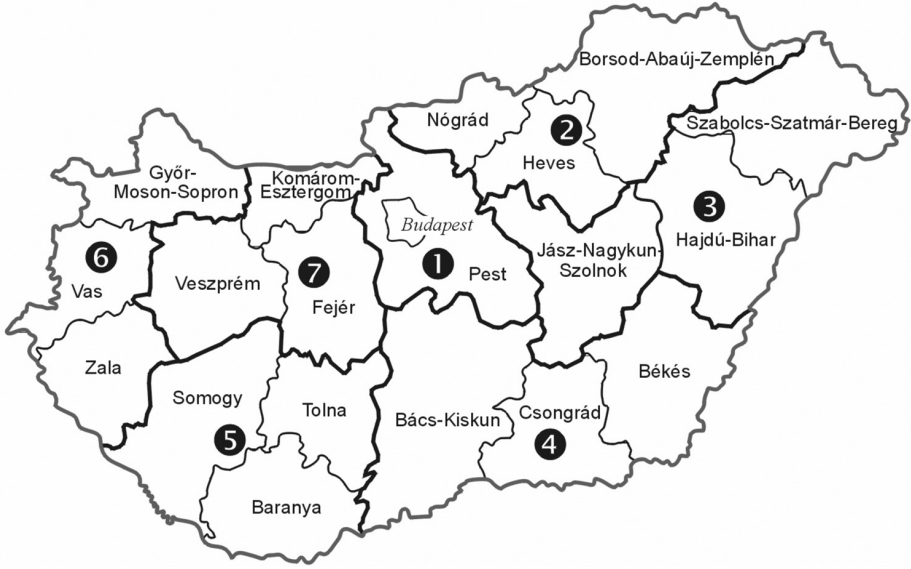 Borsod-Abaúj-Zemplén
Nógrád
Szabolcs-Szatmár-Bereg
2
Heves
Győr-
Moson-Sopron
Komárom-
Esztergom
3
Hajdú-Bihar
Budapest
6
Vas
Veszprém
7
Fejér
1
Pest
Jász-Nagykun-
Szolnok
Zala
Somogy
5
Tolna
Bács-Kiskun
Csongrád
4
Békés
Baranya